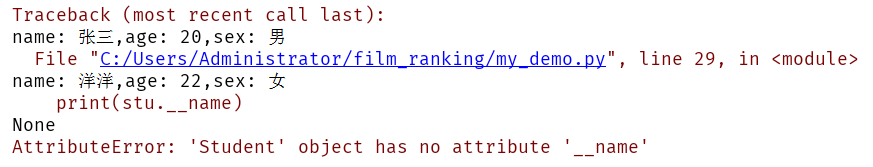 Traceback (most recent call last):
name: 张三,age: 20,sex: 男
  File "C:/Users/Administrator/film_ranking/my_demo.py", line 29, in <module>
name: 洋洋,age: 22,sex: 女
    print(stu.__name)
None
AttributeError: 'Student' object has no attribute '__name'